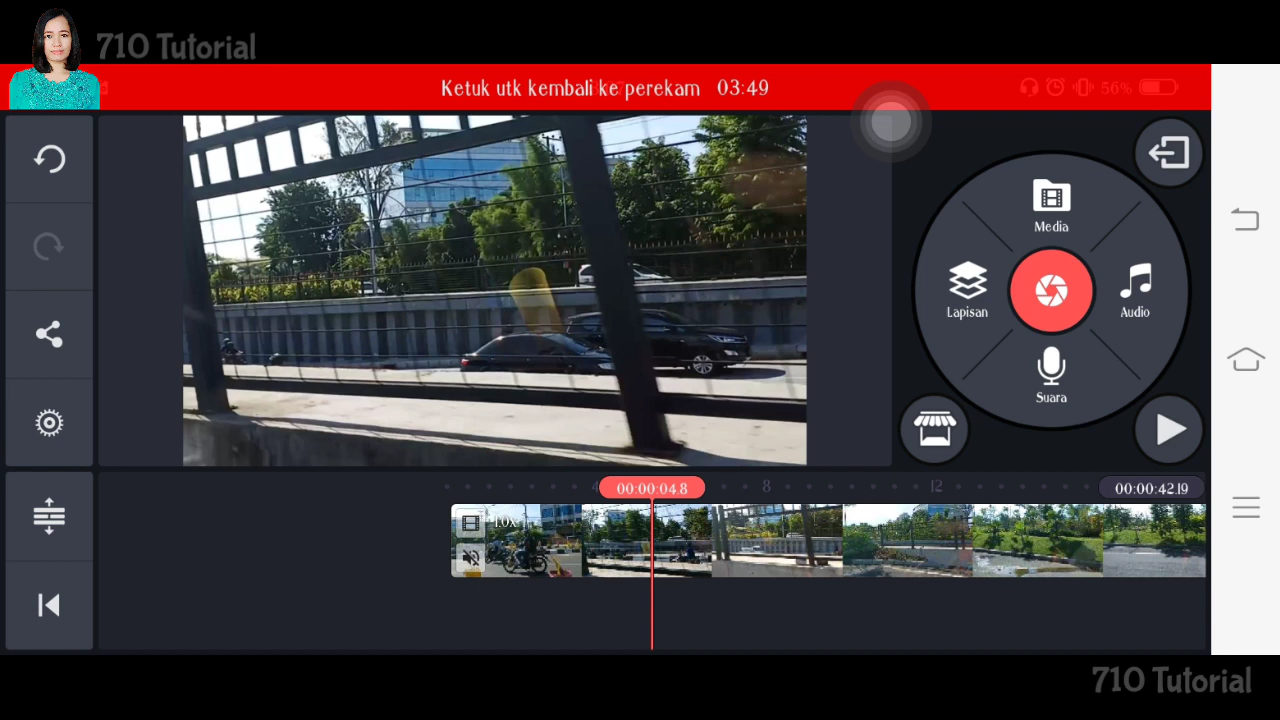 710 Tutorial
Ketuk utk kembali ke perekam 03:49
56%
Media
Lapisan
Audio
Suara
4
00:00:04.8
8
12
00:00:42.19
1.0x
710 Tutorial